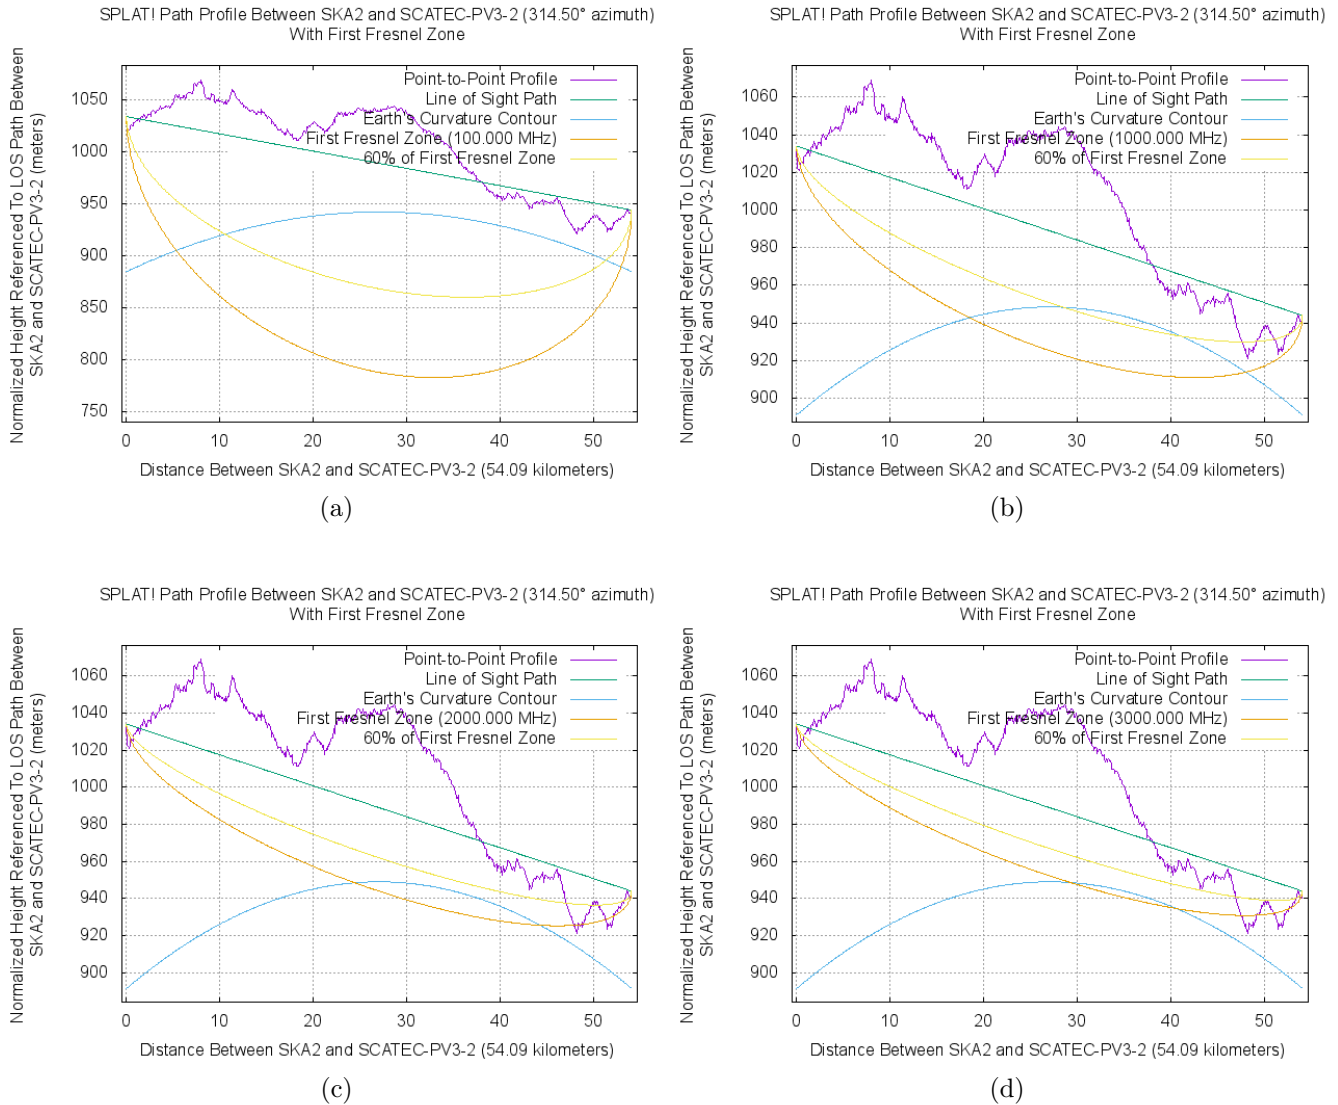 SPLAT! Path Profile Between SKA2 and SCATEC-PV3-2 (314.50° azimuth)
With First Fresnel Zone
Normalized Height Referenced To LOS Path Between
SKA2 and SCATEC-PV3-2 (meters)
Point-to-Point Profile
Line of Sight Path
Earth's Curvature Contour
First Fresnel Zone (100.000 MHz)
60% of First Fresnel Zone
1050
1000
950
900
850
800
750
0 10 20 30 40 50
Distance Between SKA2 and SCATEC-PV3-2 (54.09 kilometers)
(a)
SPLAT! Path Profile Between SKA2 and SCATEC-PV3-2 (314.50° azimuth)
With First Fresnel Zone
Normalized Height Referenced To LOS Path Between
SKA2 and SCATEC-PV3-2 (meters)
Point-to-Point Profile
Line of Sight Path
Earth's Curvature Contour
First Fresnel Zone (1000.000 MHz)
60% of First Fresnel Zone
1060
1040
1020
1000
980
960
940
920
900
0 10 20 30 40 50
Distance Between SKA2 and SCATEC-PV3-2 (54.09 kilometers)
(b)
SPLAT! Path Profile Between SKA2 and SCATEC-PV3-2 (314.50° azimuth)
With First Fresnel Zone
Normalized Height Referenced To LOS Path Between
SKA2 and SCATEC-PV3-2 (meters)
Point-to-Point Profile
Line of Sight Path
Earth's Curvature Contour
First Fresnel Zone (2000.000 MHz)
60% of First Fresnel Zone
1060
1040
1020
1000
980
960
940
920
900
0 10 20 30 40 50
Distance Between SKA2 and SCATEC-PV3-2 (54.09 kilometers)
(c)
SPLAT! Path Profile Between SKA2 and SCATEC-PV3-2 (314.50° azimuth)
With First Fresnel Zone
Normalized Height Referenced To LOS Path Between
SKA2 and SCATEC-PV3-2 (meters)
Point-to-Point Profile
Line of Sight Path
Earth's Curvature Contour
First Fresnel Zone (3000.000 MHz)
60% of First Fresnel Zone
1060
1040
1020
1000
980
960
940
920
900
0 10 20 30 40 50
Distance Between SKA2 and SCATEC-PV3-2 (54.09 kilometers)
(d)